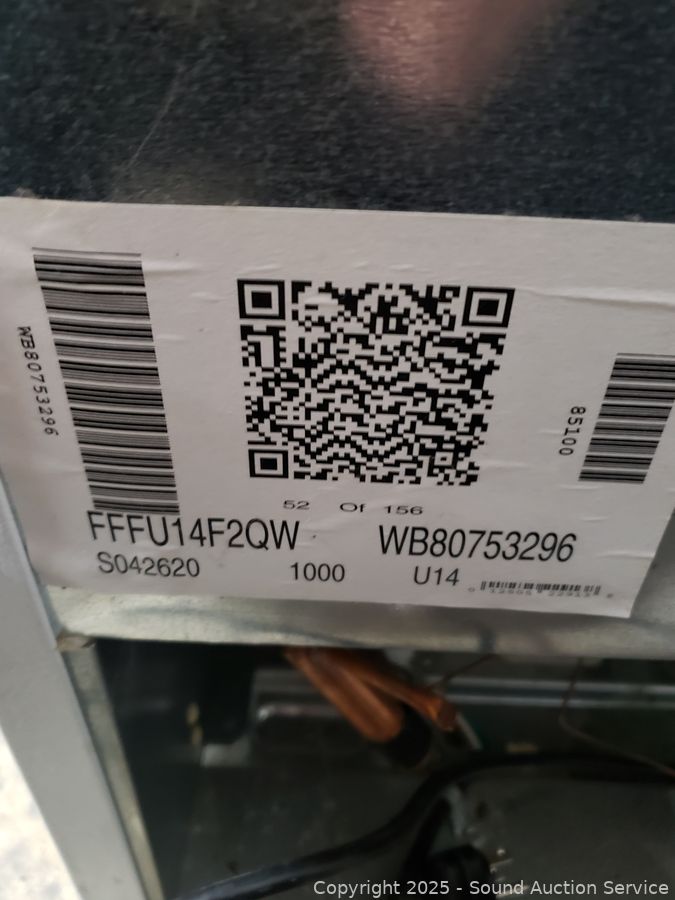 WB80753296
85100
52 Of 156
FFFU14F2QW
WB80753296
S042620
1000
U14
Copyright 2025 - Sound Auction Service